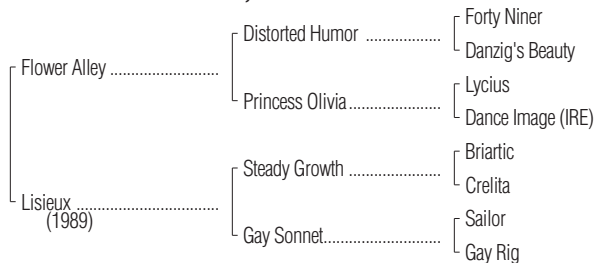 Forty Niner
Distorted Humor ..................
Danzig's Beauty
Flower Alley ..........................
Lycius
Princess Olivia......................
Dance Image (IRE)
Briartic
Steady Growth ......................
Crelita
Lisieux ..................................
(1989)
Sailor
Gay Sonnet............................
Gay Rig